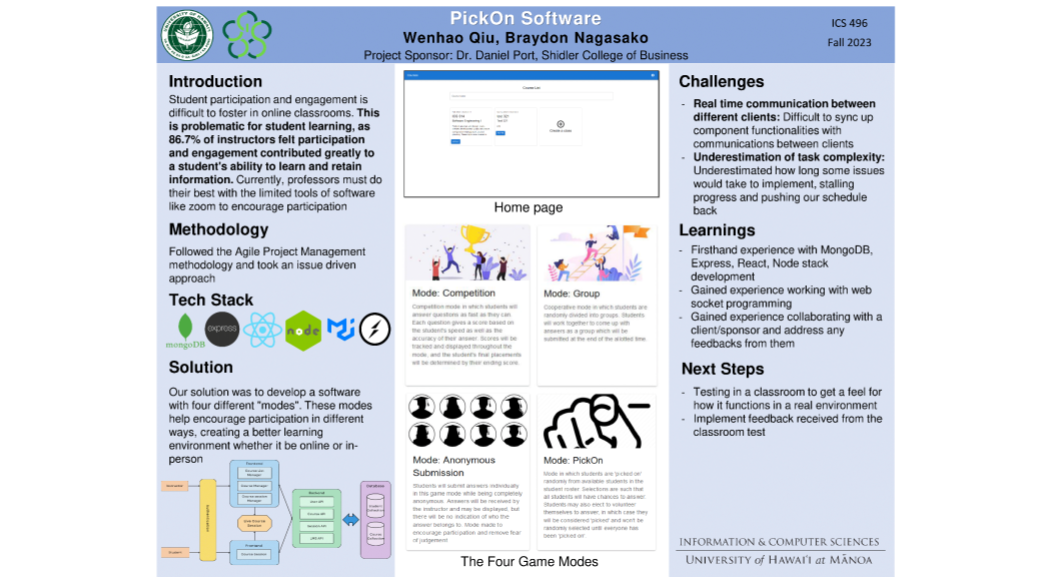 PickOn Software
Wenhao Qiu, Braydon Nagasako
Project Sponsor: Dr. Daniel Port, Shidler College of Business
ICS 496
Fall 2023
Introduction
Student participation and engagement is
difficult to foster in online classrooms. This
is problematic for student learning, as
86.7% of instructors felt participation
and engagement contributed greatly to
a student's ability to learn and retain
information. Currently, professors must do
their best with the limited tools of software
like zoom to encourage participation
Methodology
Followed the Agile Project Management
methodology and took an issue driven
approach
Tech Stack
mongoDB
express
node
Solution
Our solution was to develop a software
with four different "modes". These modes
help encourage participation in different
ways, creating a better learning
environment whether it be online or in-
person
Home page
Mode: Competition
Competition mode in which students will
answer questions as fast as they can.
Each question gives a score based on
the student's speed as well as the
accuracy of their answer. Scores will be
tracked and displayed throughout the
mode, and the student's final placements
will be determined by their ending score.
Mode: Group
Cooperative mode in which students are
randomly divided into groups. Students
will work together to come up with
answers as a group which will be
submitted at the end of the allotted time.
Mode: Anonymous
Submission
Students will submit answers individually
in this game mode while being completely
anonymous. Answers will be received by
the instructor and may be displayed, but
there will be no indication of who the
answer belongs to. Mode made to
encourage participation and remove fear
of judgement!
Mode: PickOn
Mode in which students are 'picked on'
randomly from available students in the
student roster. Selections are such that
all students will have chances to answer.
Students may also elect to volunteer
themselves to answer, in which case they
will be considered 'picked' and won't be
randomly selected until everyone has
been 'picked on'
The Four Game Modes
Challenges
- Real time communication between
different clients: Difficult to sync up
component functionalities with
communications between clients
- Underestimation of task complexity:
Underestimated how long some issues
would take to implement, stalling
progress and pushing our schedule
back
Learnings
- Firsthand experience with MongoDB,
Express, React, Node stack
development
- Gained experience working with web
socket programming
- Gained experience collaborating with a
client/sponsor and address any
feedbacks from them
Next Steps
- Testing in a classroom to get a feel for
how it functions in a real environment
- Implement feedback received from the
classroom test
INFORMATION & COMPUTER SCIENCES
UNIVERSITY of HAWAI'I at MĀNOA